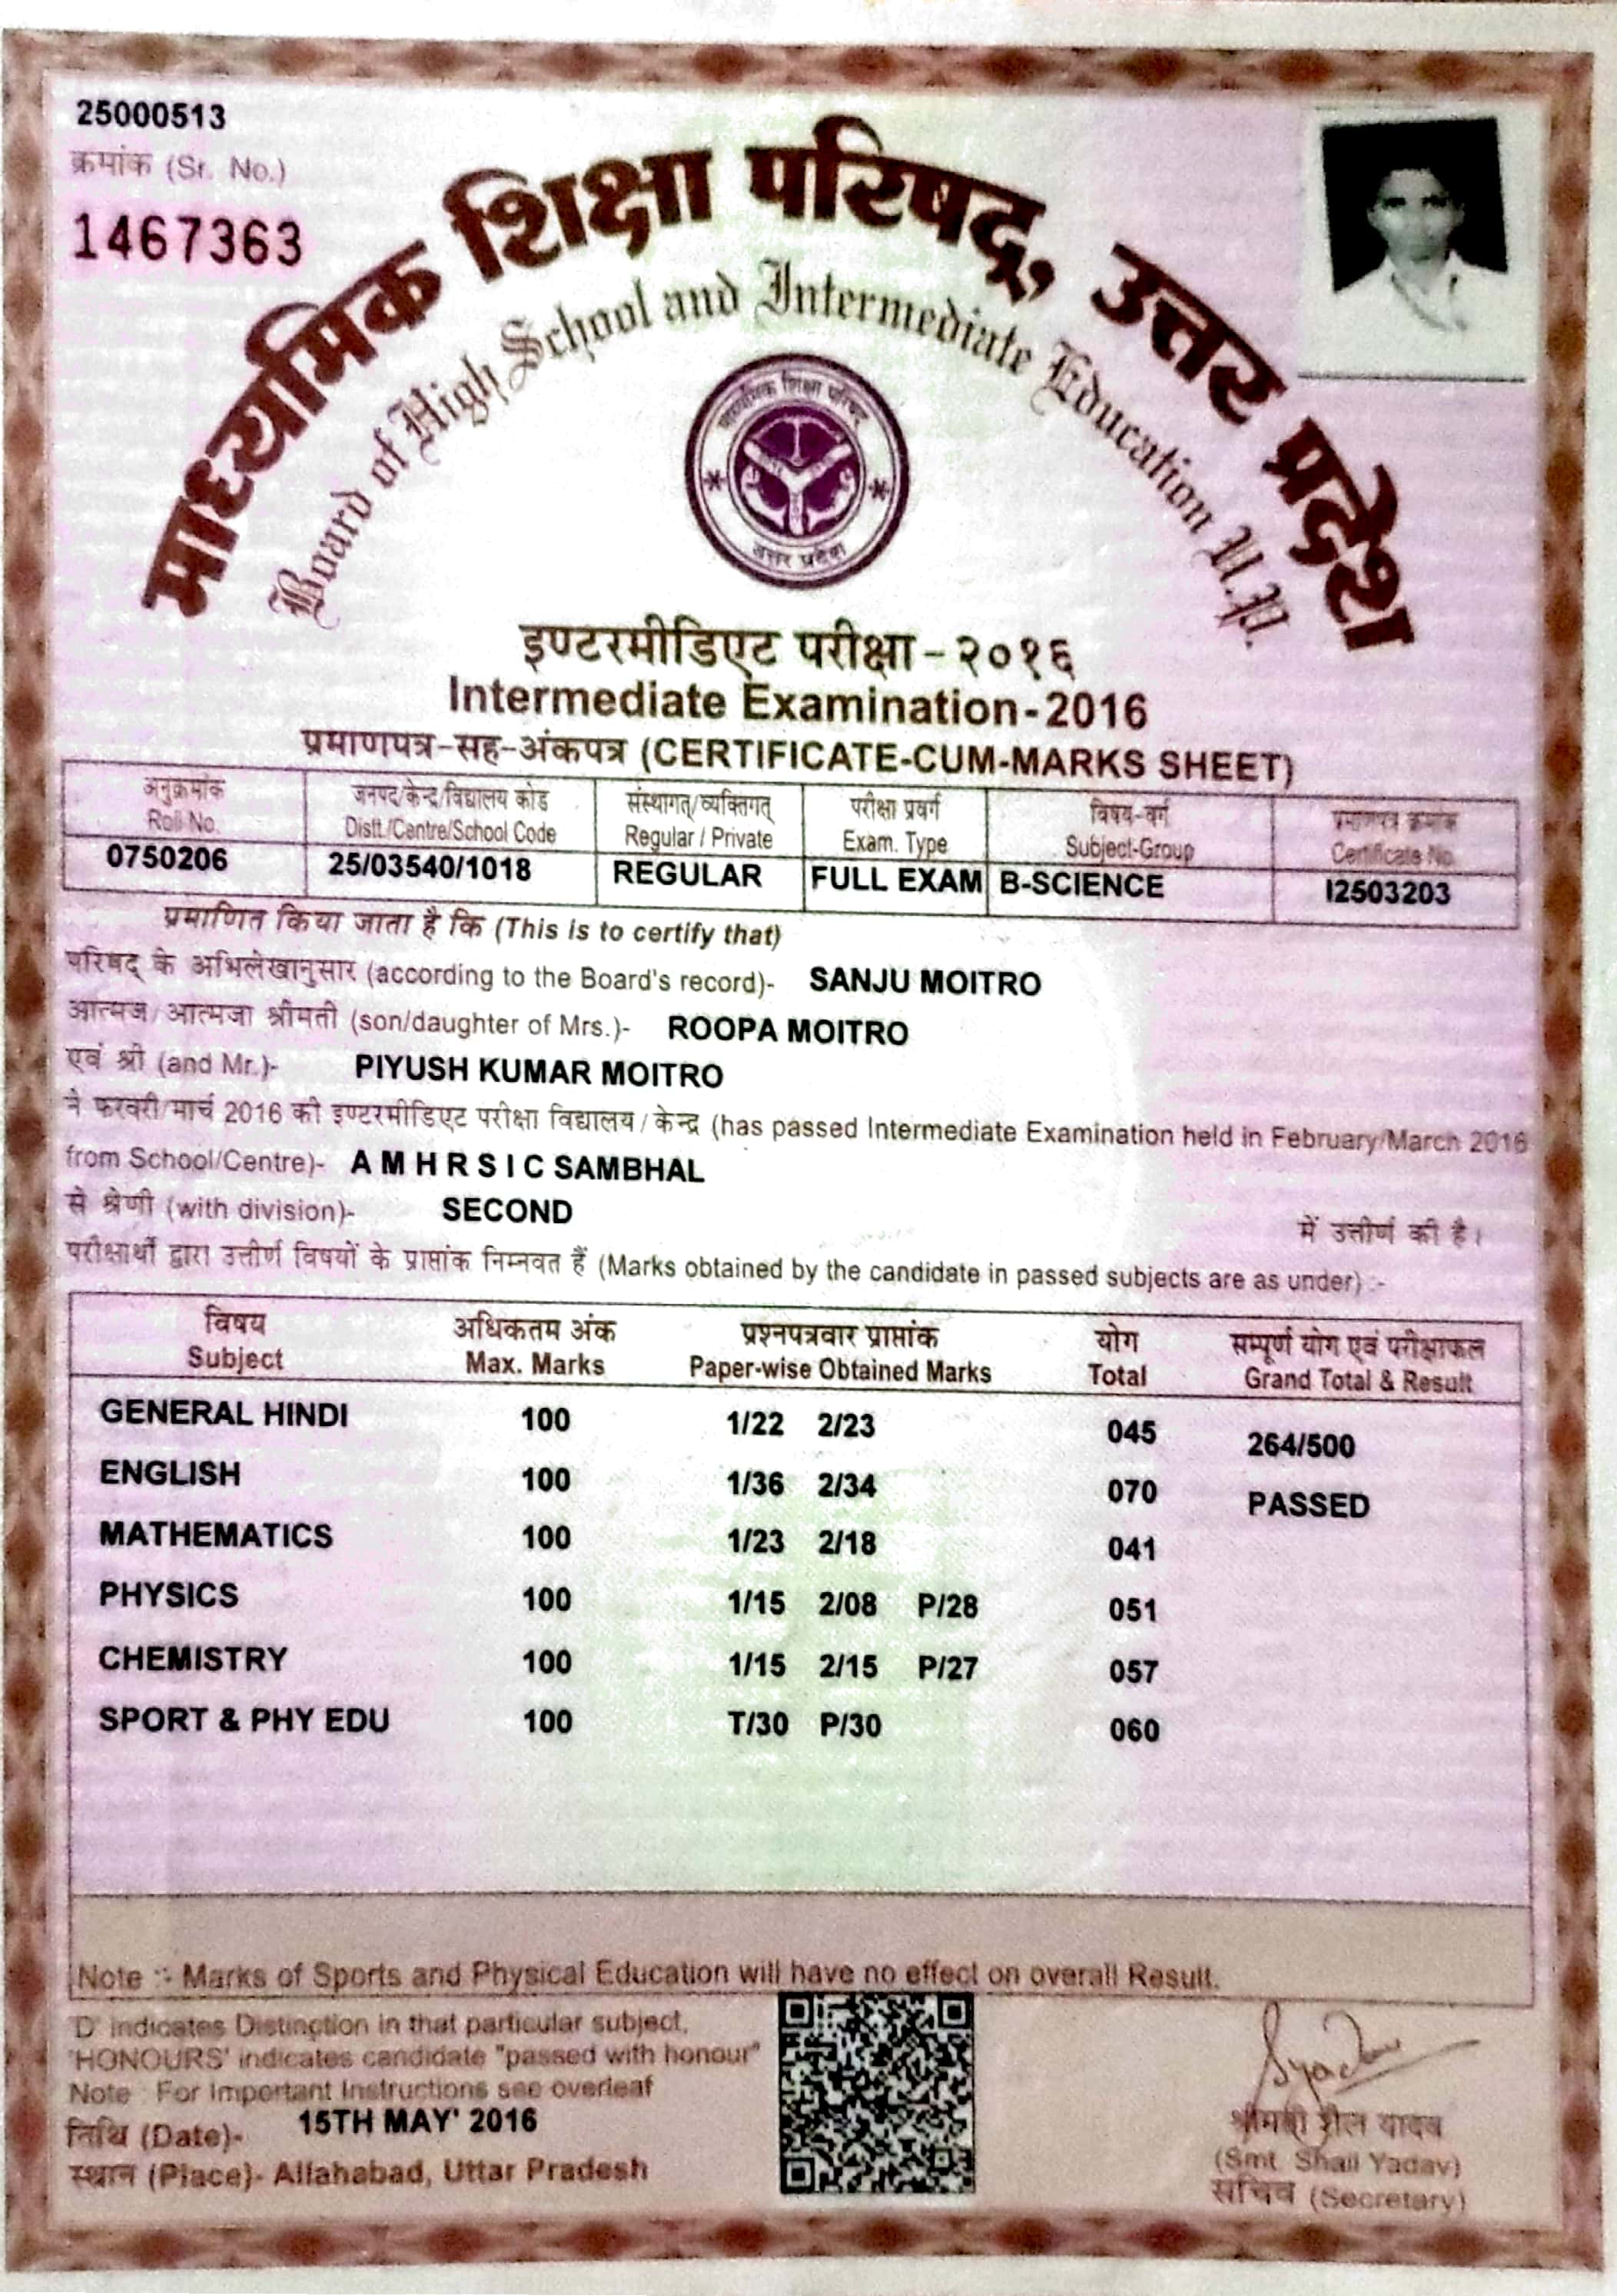 25000513
क्रमांक (Sr. No.)
1467363
माध्यमिक शिक्षा परिषद्, उत्तर प्रदेश
Board of High School and Intermediate Education U.P.
माध्यमिक शिक्षा परिषद
उत्तर प्रदेश
इण्टरमीडिएट परीक्षा - २०१६
Intermediate Examination - 2016
प्रमाणपत्र-सह-अंकपत्र (CERTIFICATE-CUM-MARKS SHEET)
अनुक्रमांक जनपद/केन्द्र/विद्यालय कोड संस्थागत्/व्यक्तिगत् परीक्षा प्रवर्ग विषय-वर्ग प्रमाणपत्र क्रमांक
Roll No. Distt./Centre/School Code Regular / Private Exam. Type Subject-Group Certificate No.
0750206 25/03540/1018 REGULAR FULL EXAM B-SCIENCE I2503203
प्रमाणित किया जाता है कि (This is to certify that)
परिषद् के अभिलेखानुसार (according to the Board's record)- SANJU MOITRO
आत्मज/आत्मजा श्रीमती (son/daughter of Mrs.)- ROOPA MOITRO
एवं श्री (and Mr.)- PIYUSH KUMAR MOITRO
ने फरवरी/मार्च 2016 की इण्टरमीडिएट परीक्षा विद्यालय/केन्द्र (has passed Intermediate Examination held in February/March 2016
from School/Centre)- A M H R S I C SAMBHAL
से श्रेणी (with division)- SECOND में उत्तीर्ण की है।
परीक्षार्थी द्वारा उत्तीर्ण विषयों के प्राप्तांक निम्नवत हैं (Marks obtained by the candidate in passed subjects are as under) :-
विषय अधिकतम अंक प्रश्नपत्रवार प्राप्तांक योग सम्पूर्ण योग एवं परीक्षाफल
Subject Max. Marks Paper-wise Obtained Marks Total Grand Total & Result
GENERAL HINDI 100 1/22 2/23 045 264/500
ENGLISH 100 1/36 2/34 070 PASSED
MATHEMATICS 100 1/23 2/18 041
PHYSICS 100 1/15 2/08 P/28 051
CHEMISTRY 100 1/15 2/15 P/27 057
SPORT & PHY EDU 100 T/30 P/30 060
Note :- Marks of Sports and Physical Education will have no effect on overall Result.
'D' indicates Distinction in that particular subject,
'HONOURS' indicates candidate "passed with honour"
Note : For Important Instructions see overleaf
तिथि (Date)- 15TH MAY' 2016
स्थान (Place)- Allahabad, Uttar Pradesh
श्रीमती शैल यादव
(Smt. Shail Yadav)
सचिव (Secretary)